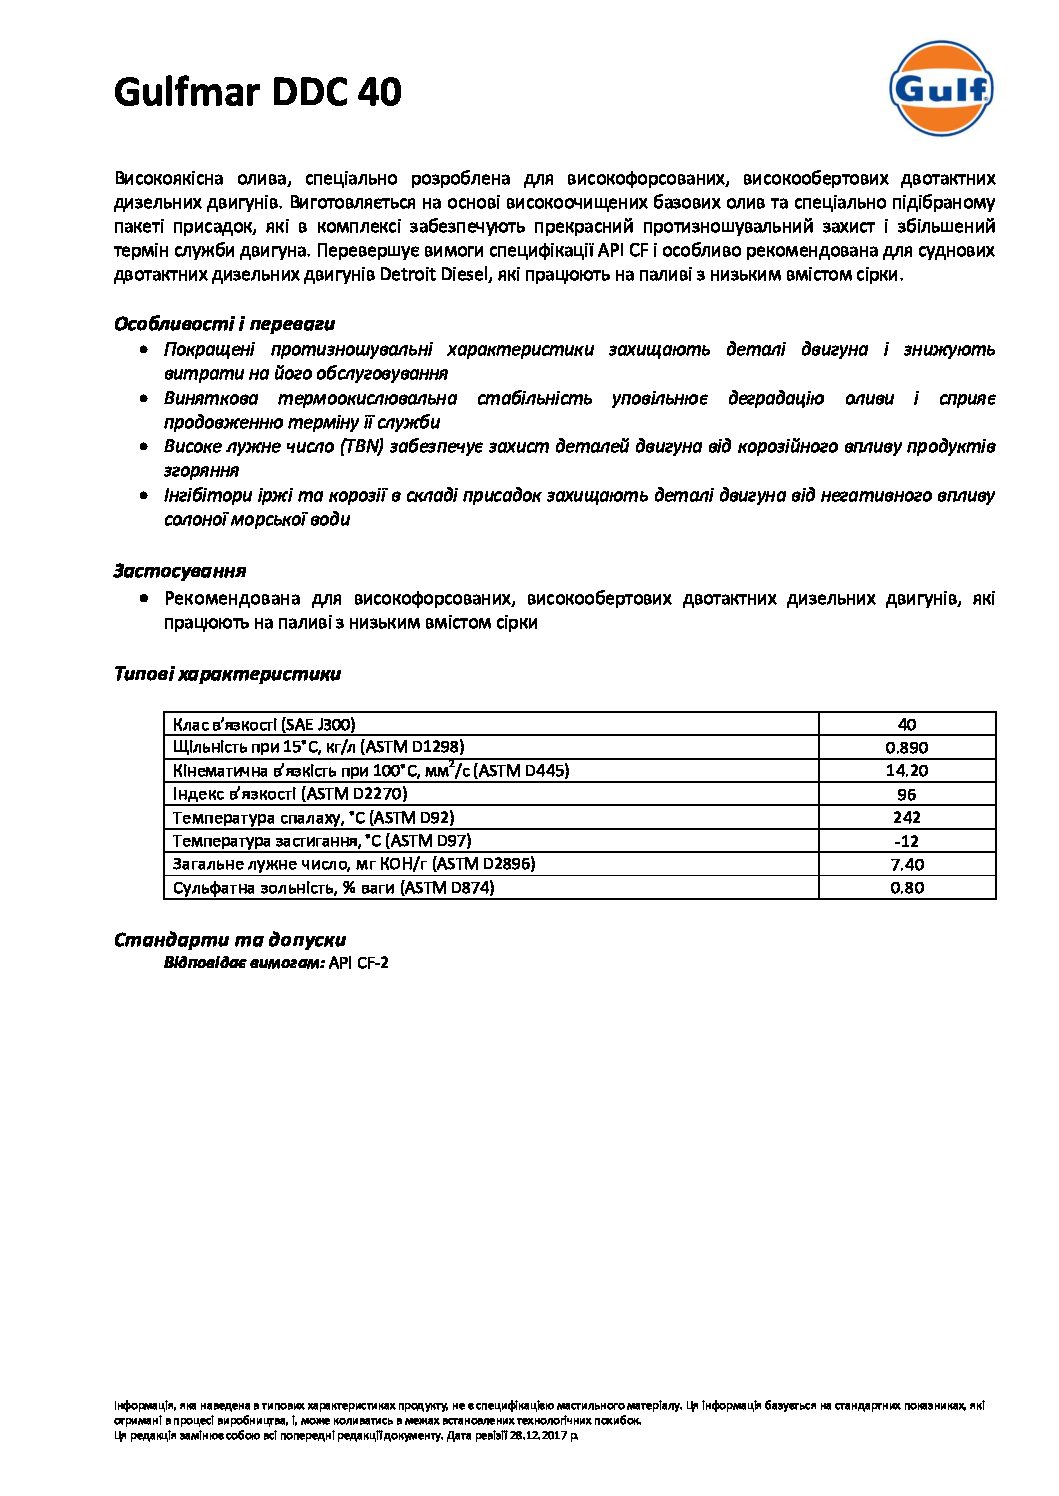 Gulfmar DDC 40
Gulf
Високоякісна олива, спеціально розроблена для високофорсованих, високообертових двотактних
дизельних двигунів. Виготовляється на основі високоочищених базових олив та спеціально підібраному
пакеті присадок, які в комплексі забезпечують прекрасний протизношувальний захист і збільшений
термін служби двигуна. Перевершує вимоги специфікації API CF і особливо рекомендована для суднових
двотактних дизельних двигунів Detroit Diesel, які працюють на паливі з низьким вмістом сірки.
Особливості і переваги
• Покращені протизношувальні характеристики захищають деталі двигуна і знижують
витрати на його обслуговування
• Виняткова термоокислювальна стабільність уповільнює деградацію оливи і сприяє
продовженню терміну її служби
• Високе лужне число (TBN) забезпечує захист деталей двигуна від корозійного впливу продуктів
згоряння
• Інгібітори іржі та корозії в складі присадок захищають деталі двигуна від негативного впливу
солоної морської води
Застосування
• Рекомендована для високофорсованих, високообертових двотактних дизельних двигунів, які
працюють на паливі з низьким вмістом сірки
Типові характеристики
Клас в’язкості (SAE J300) 40
Щільність при 15˚С, кг/л (ASTM D1298) 0.890
Кінематична в’язкість при 100˚С, мм²/с (ASTM D445) 14.20
Індекс в’язкості (ASTM D2270) 96
Температура спалаху, ˚С (ASTM D92) 242
Температура застигання, ˚С (ASTM D97) -12
Загальне лужне число, мг КОН/г (ASTM D2896) 7.40
Сульфатна зольність, % ваги (ASTM D874) 0.80
Стандарти та допуски
Відповідає вимогам: API CF-2
Інформація, яка наведена в типових характеристиках продукту, не є специфікацією мастильного матеріалу. Ця інформація базується на стандартних показниках, які
отримані в процесі виробництва, і, може коливатись в межах встановлених технологічних похибок.
Ця редакція замінює собою всі попередні редакції документу. Дата ревізії 28.12.2017 р.